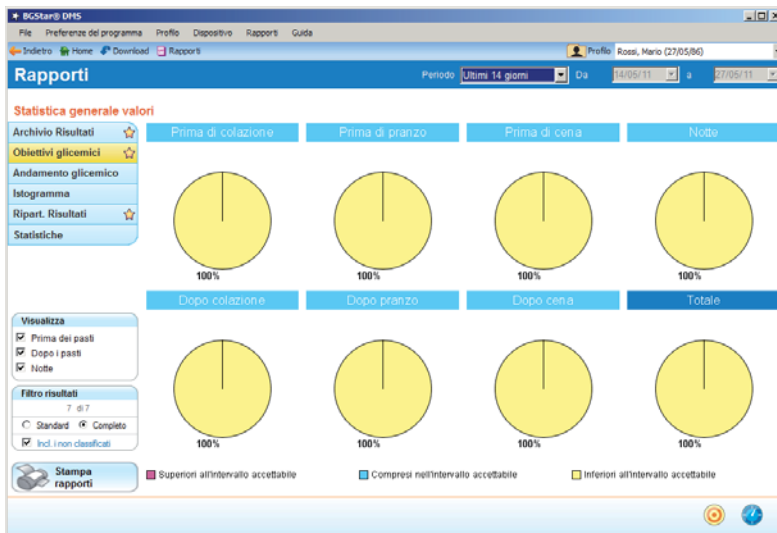 BGStar® DMS
File Preferenze del programma Profilo Dispositivo Rapporti Guida
Indietro Home Download Rapporti Profilo Rossi, Mario (27/05/86)
Rapporti Periodo Ultimi 14 giorni Da 14/05/11 a 27/05/11
Statistica generale valori
Archivio Risultati
Obiettivi glicemici
Andamento glicemico
Istogramma
Ripart. Risultati
Statistiche
Prima di colazione Prima di pranzo Prima di cena Notte
100% 100% 100% 100%
Dopo colazione Dopo pranzo Dopo cena Totale
100% 100% 100% 100%
Visualizza
Prima dei pasti
Dopo i pasti
Notte
Filtro risultati
7 di 7
Standard Completo
Incl. i non classificati
Stampa
rapporti
Superiori all'intervallo accettabile Compresi nell'intervallo accettabile Inferiori all'intervallo accettabile